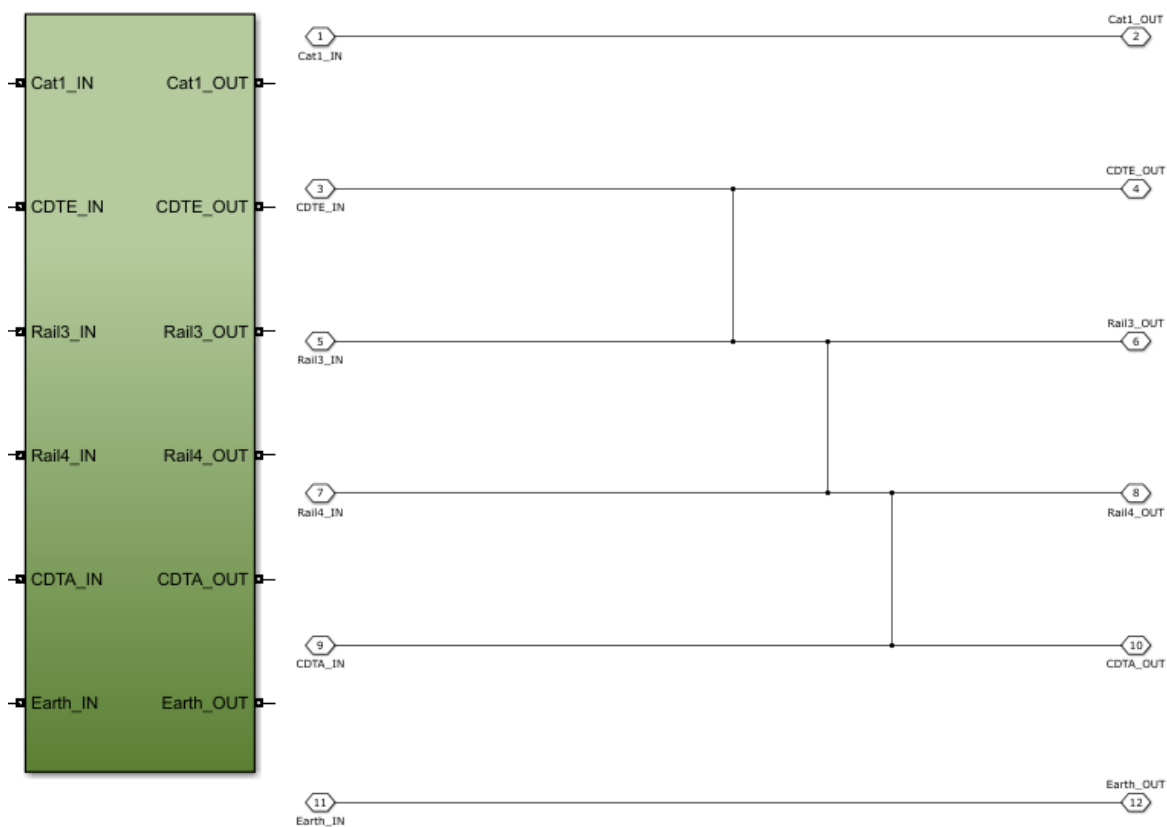 Cat1_IN Cat1_OUT
CDTE_IN CDTE_OUT
Rail3_IN Rail3_OUT
Rail4_IN Rail4_OUT
CDTA_IN CDTA_OUT
Earth_IN Earth_OUT
Cat1_OUT
1 2
Cat1_IN
CDTE_OUT
3 4
CDTE_IN
Rail3_OUT
5 6
Rail3_IN
7 8
Rail4_IN Rail4_OUT
9 10
CDTA_IN CDTA_OUT
Earth_OUT
11 12
Earth_IN